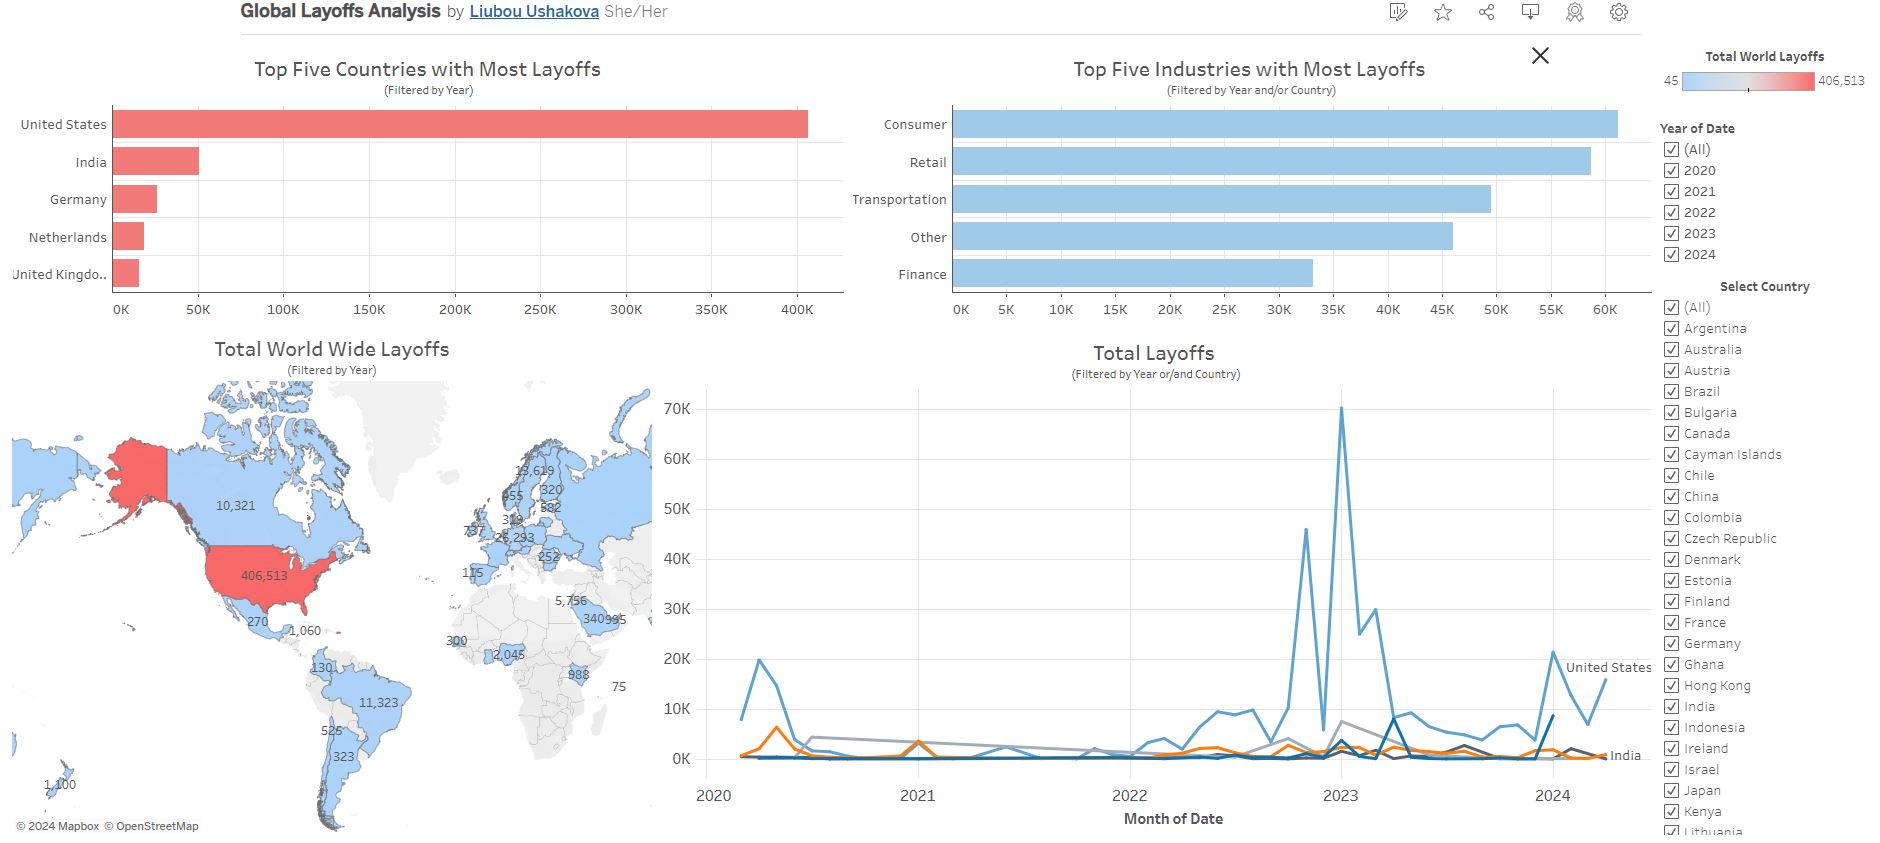 Global Layoffs Analysis by Liubou Ushakova She/Her
Top Five Countries with Most Layoffs
(Filtered by Year)
United States
India
Germany
Netherlands
United Kingdo..
0K 50K 100K 150K 200K 250K 300K 350K 400K
Top Five Industries with Most Layoffs
(Filtered by Year and/or Country)
Consumer
Retail
Transportation
Other
Finance
0K 5K 10K 15K 20K 25K 30K 35K 40K 45K 50K 55K 60K
Total World Wide Layoffs
(Filtered by Year)
13,619
320
455
582
10,321
319
737
26,293
252
115
406,513
5,756
340
995
270
1,060
300
2,045
130
983
75
11,323
525
323
1,100
© 2024 Mapbox © OpenStreetMap
Total Layoffs
(Filtered by Year or/and Country)
70K
60K
50K
40K
30K
20K
10K
0K
United States
India
2020 2021 2022 2023 2024
Month of Date
Total World Layoffs
45 406,513
Year of Date
(All)
2020
2021
2022
2023
2024
Select Country
(All)
Argentina
Australia
Austria
Brazil
Bulgaria
Canada
Cayman Islands
Chile
China
Colombia
Czech Republic
Denmark
Estonia
Finland
France
Germany
Ghana
Hong Kong
India
Indonesia
Ireland
Israel
Japan
Kenya
Lithuania